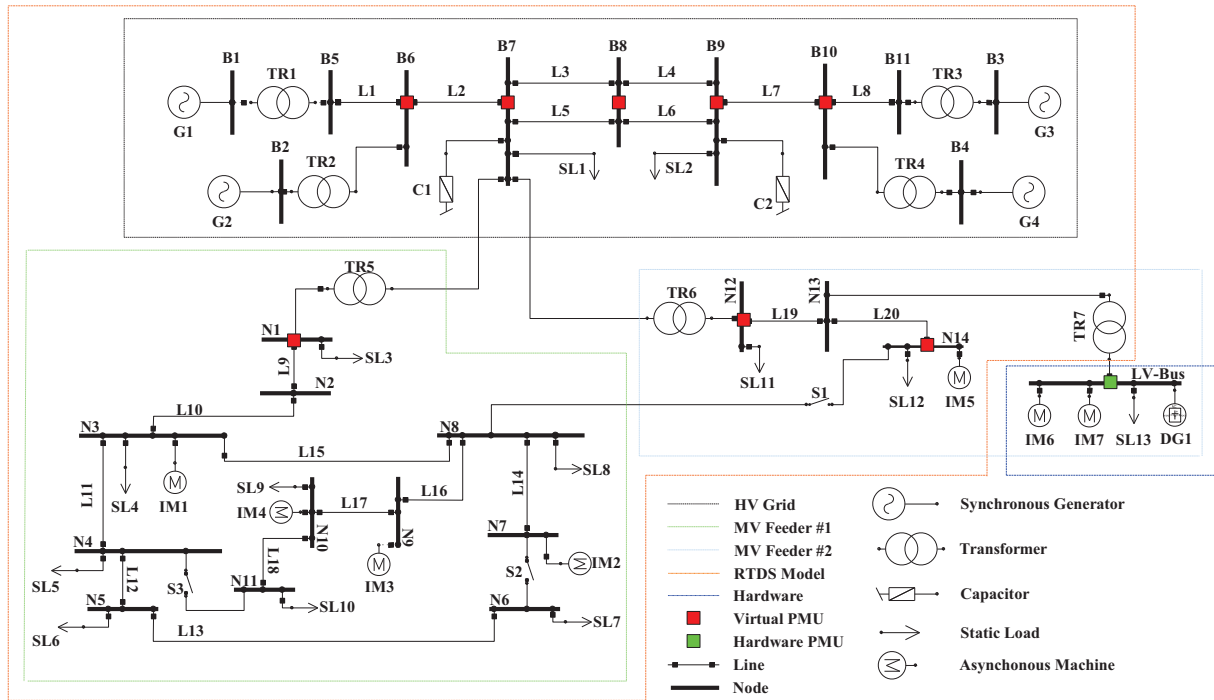 B7
B8
B9
B10
B1
TR1
B5
B6
B11
TR3
B3
L3
L4
L1
L2
L5
L6
L7
L8
G1
G3
B2
TR2
C1
SL1
SL2
C2
TR4
B4
G2
G4
TR5
TR6
N12
N13
L19
L20
TR7
N1
SL3
L9
N2
N14
SL11
SL12
IM5
S1
LV-Bus
IM6
IM7
SL13
DG1
L10
N3
N8
L15
L11
SL4
IM1
SL9
IM4
L17
L16
L14
SL8
N10
N9
N7
N4
L18
IM3
S2
IM2
SL5
L12
S3
N11
N5
SL10
N6
SL6
L13
SL7
HV Grid
MV Feeder #1
MV Feeder #2
RTDS Model
Hardware
Virtual PMU
Hardware PMU
Line
Node
Synchronous Generator
Transformer
Capacitor
Static Load
Asynchonous Machine
M
M
M
M
M
M
M